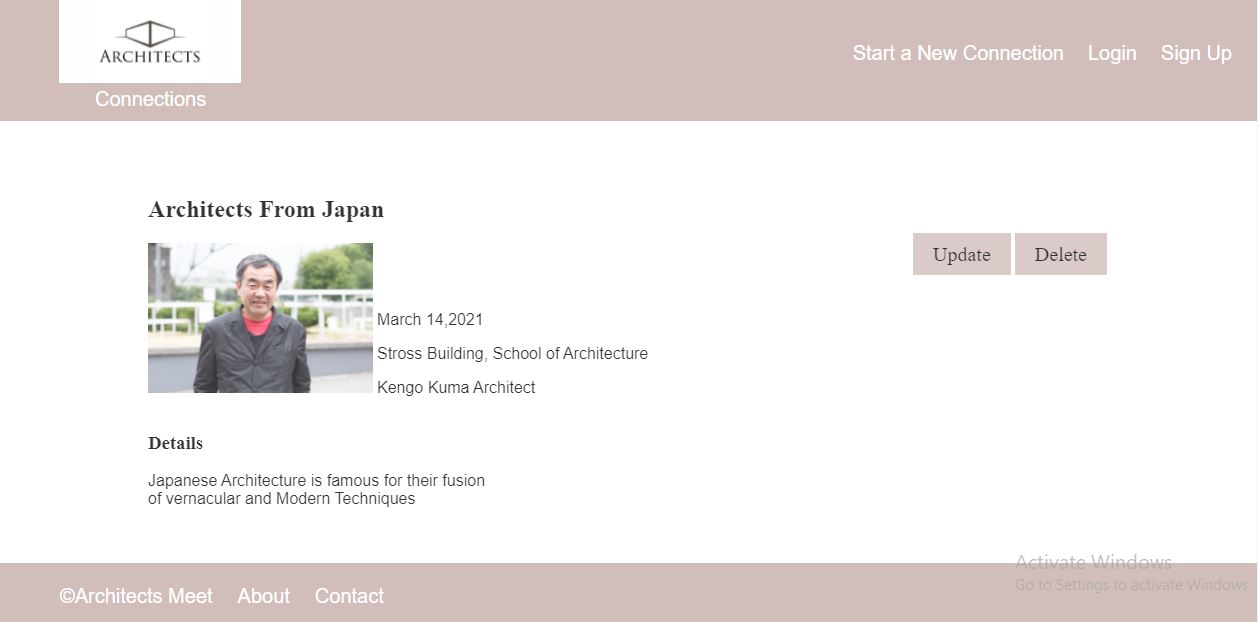 ARCHITECTS
Connections
Start a New Connection Login Sign Up
Architects From Japan
Update Delete
March 14,2021
Stross Building, School of Architecture
Kengo Kuma Architect
Details
Japanese Architecture is famous for their fusion
of vernacular and Modern Techniques
Activate Windows
Go to Settings to activate Windows.
©Architects Meet About Contact